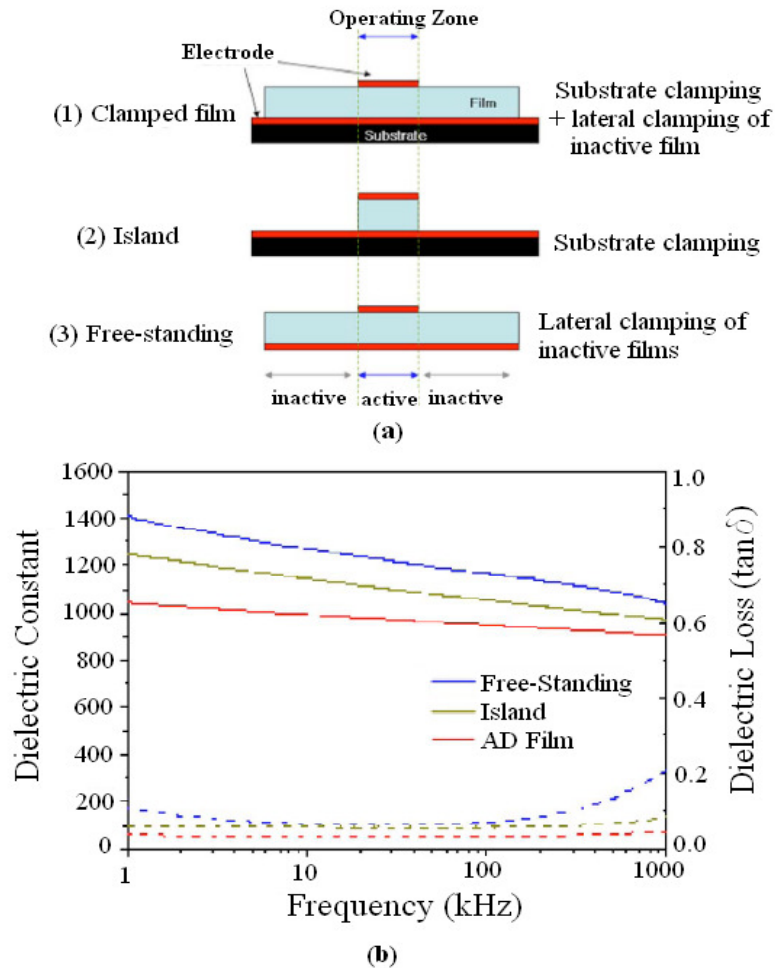 Operating Zone
Electrode
Film
(1) Clamped film
Substrate
Substrate clamping
+ lateral clamping of
inactive film
(2) Island
Substrate clamping
(3) Free-standing
Lateral clamping of
inactive films
inactive active inactive
(a)
1600
1400
1200
1000
800
600
400
200
0
Dielectric Constant
1.0
0.8
0.6
0.4
0.2
0.0
Dielectric Loss (tanδ)
Free-Standing
Island
AD Film
1 10 100 1000
Frequency (kHz)
(b)